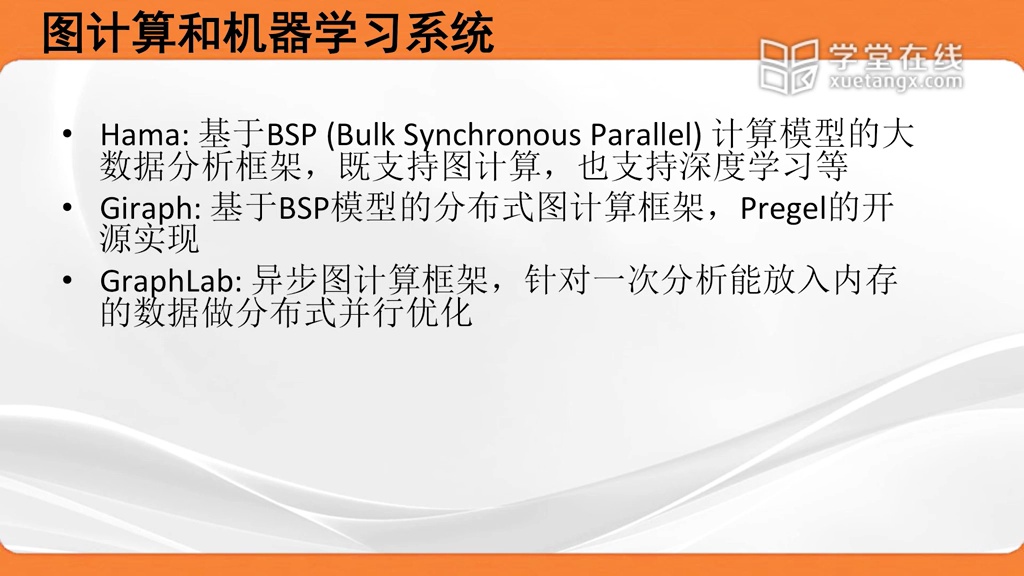 图计算和机器学习系统
学堂在线
xuetangx.com
• Hama: 基于BSP (Bulk Synchronous Parallel) 计算模型的大
数据分析框架，既支持图计算，也支持深度学习等
• Giraph: 基于BSP模型的分布式图计算框架，Pregel的开
源实现
• GraphLab: 异步图计算框架，针对一次分析能放入内存
的数据做分布式并行优化